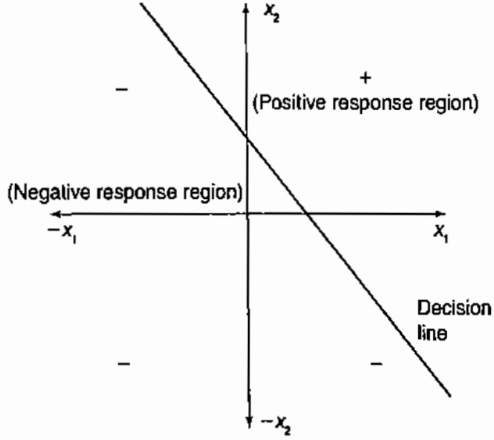 x₂
+
−
(Positive response region)
(Negative response region)
−x₁
x₁
Decision
line
−
−
−x₂